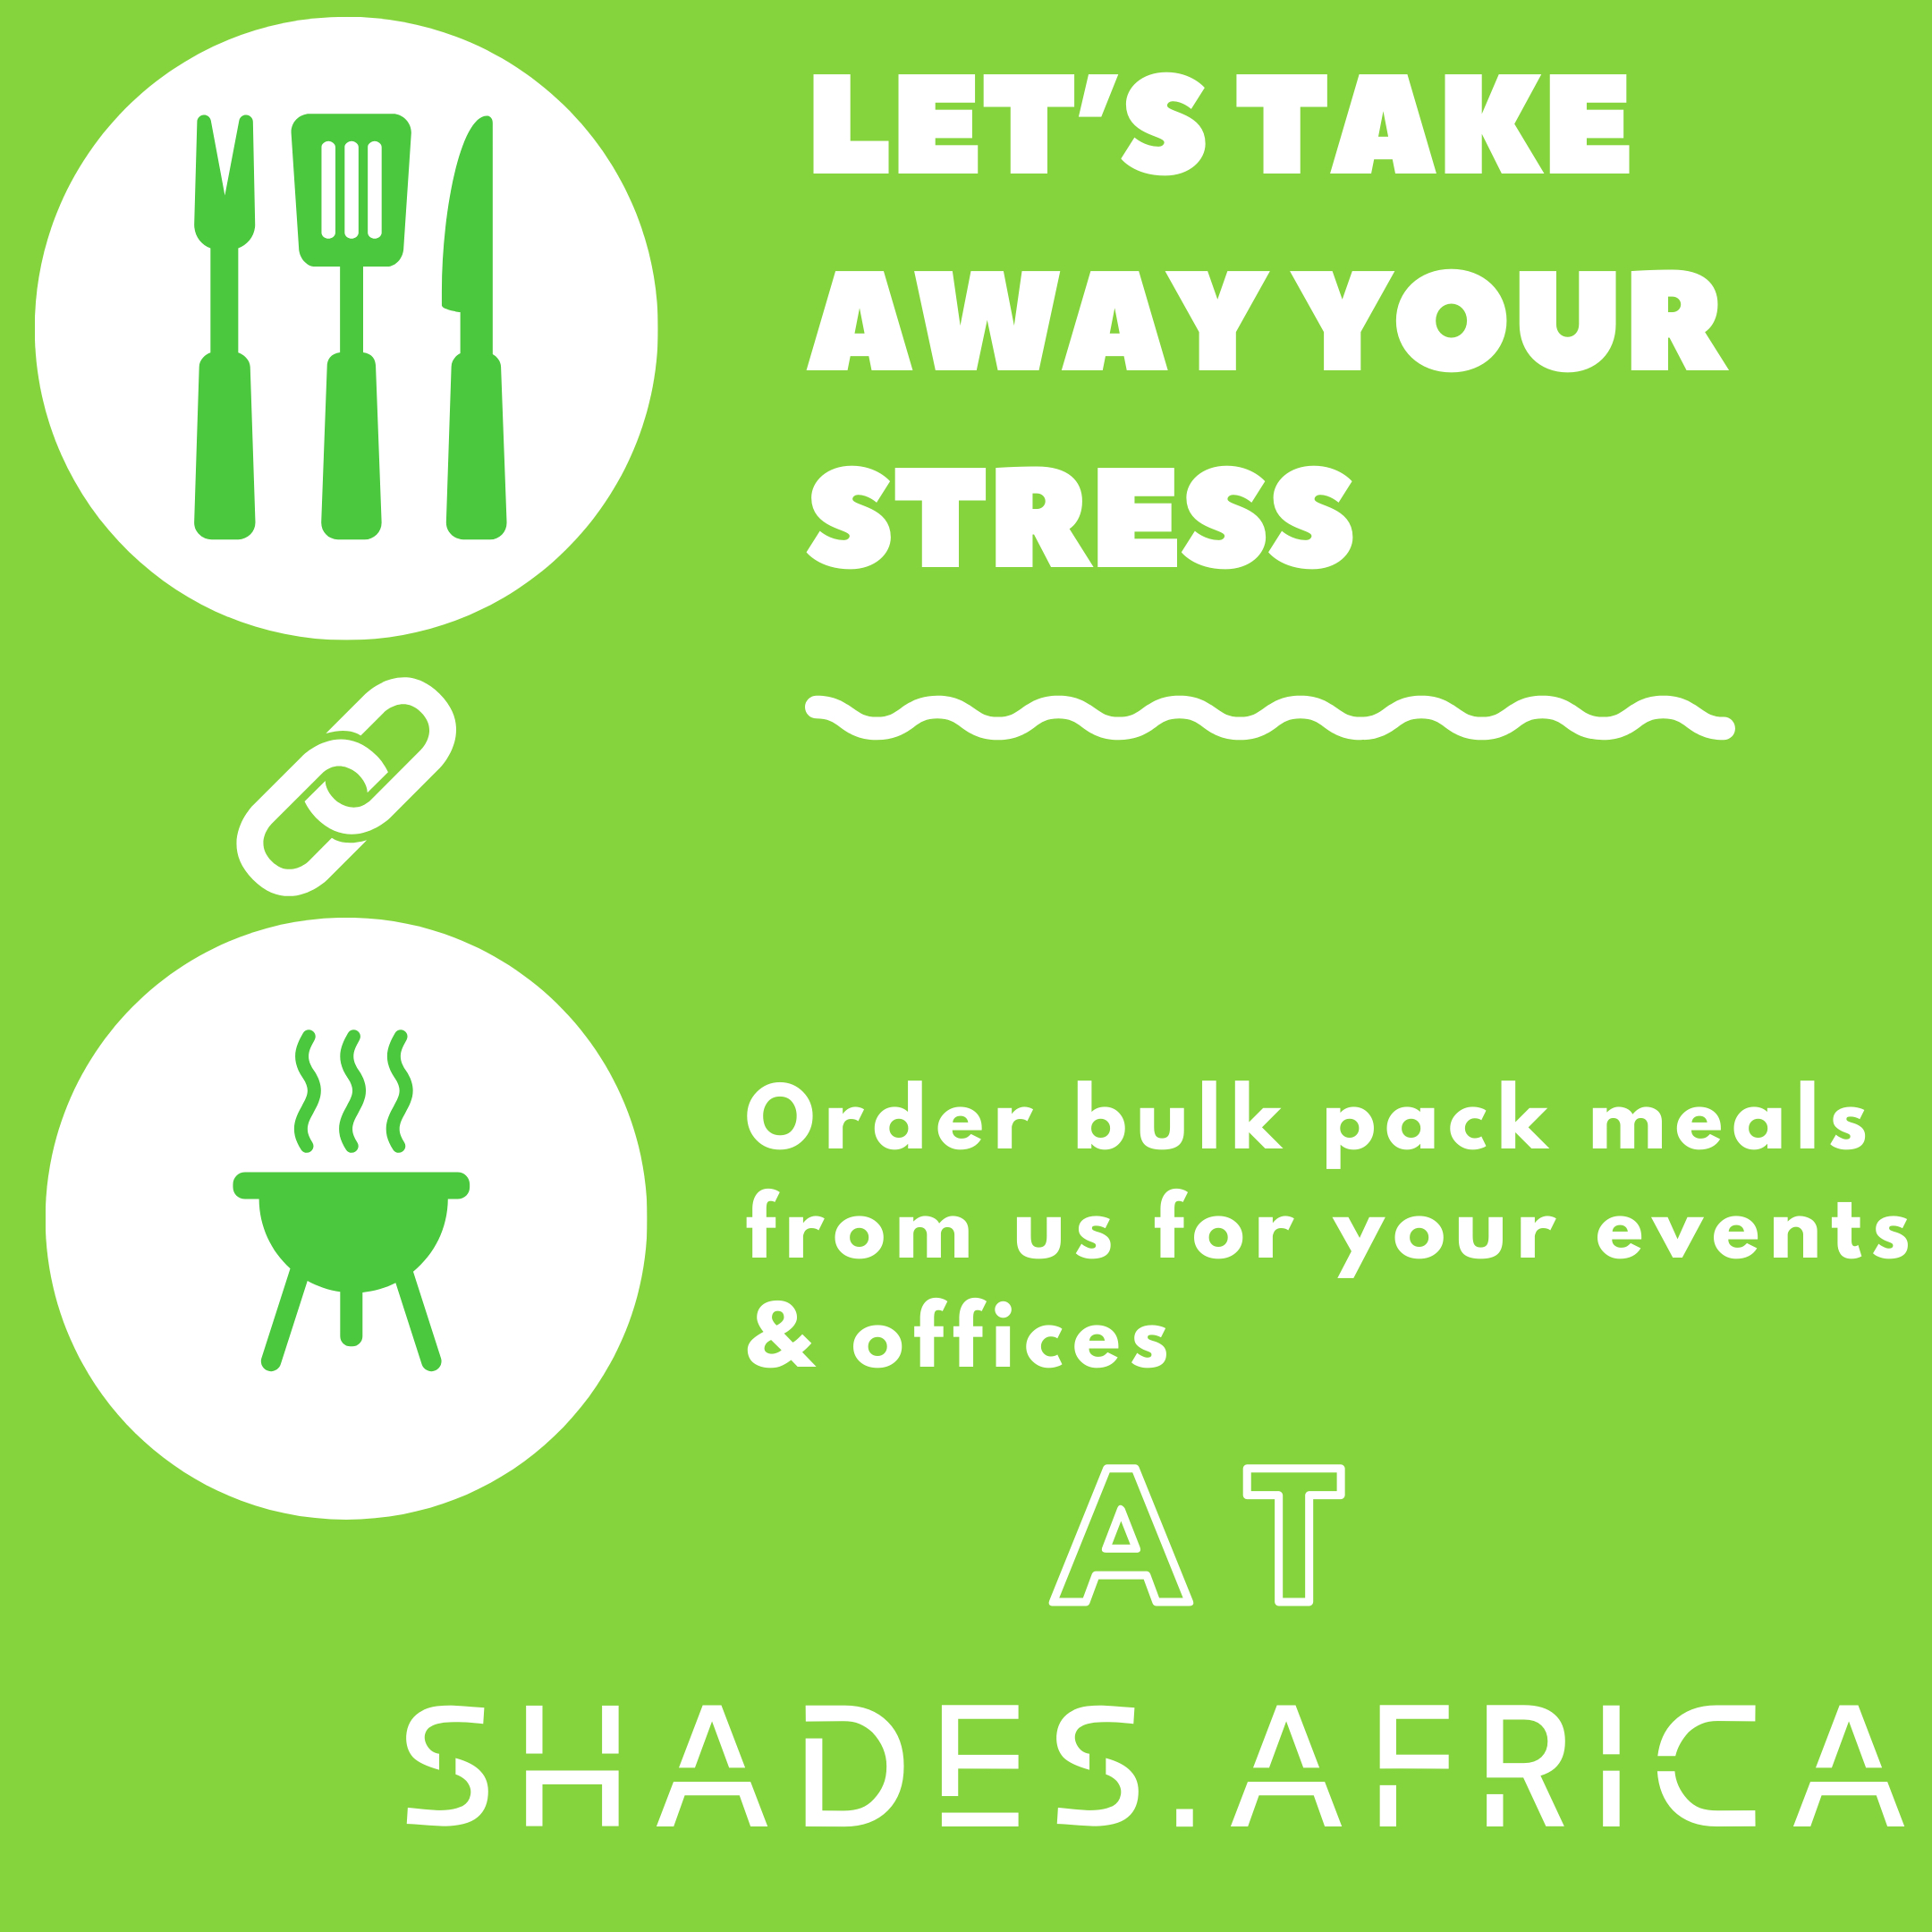 LET'S TAKE
AWAY YOUR
STRESS
Order bulk pack meals
from us for your events
& offices
AT
SHADES.AFRICA